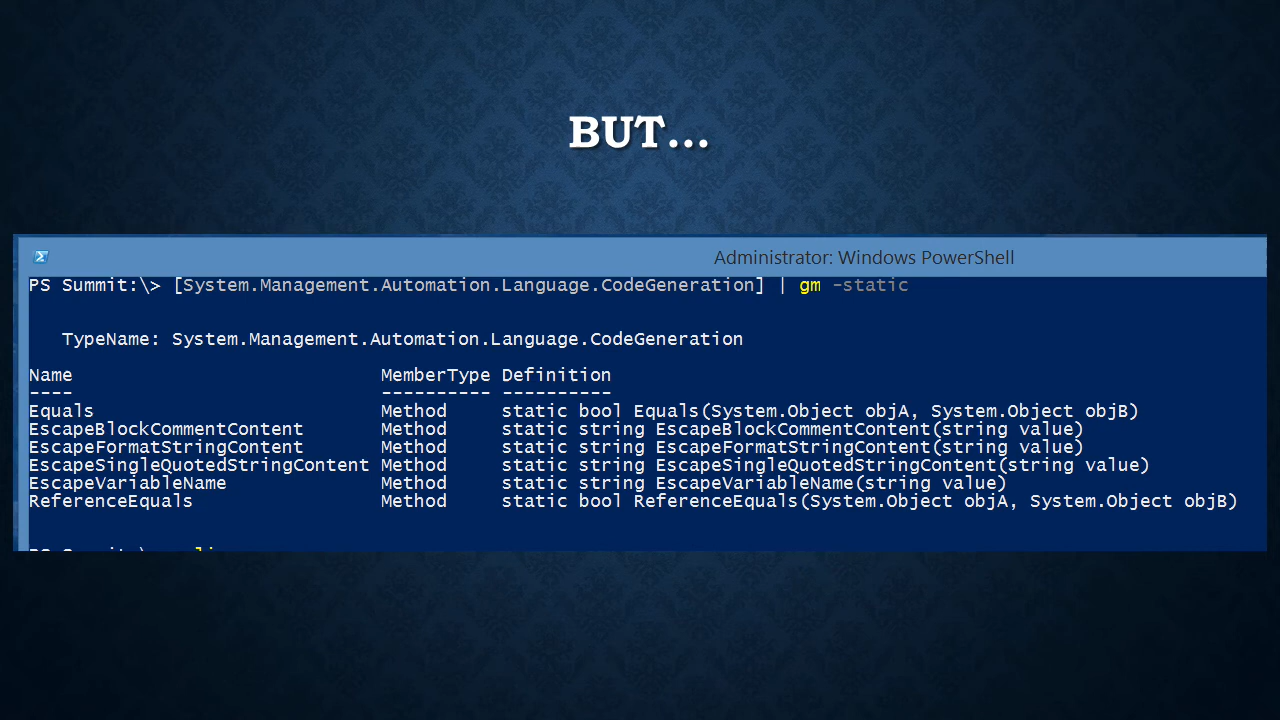 BUT...
Administrator: Windows PowerShell
PS Summit:\> [System.Management.Automation.Language.CodeGeneration] | gm -static
TypeName: System.Management.Automation.Language.CodeGeneration
Name MemberType Definition
---- ---------- ----------
Equals Method static bool Equals(System.Object objA, System.Object objB)
EscapeBlockCommentContent Method static string EscapeBlockCommentContent(string value)
EscapeFormatStringContent Method static string EscapeFormatStringContent(string value)
EscapeSingleQuotedStringContent Method static string EscapeSingleQuotedStringContent(string value)
EscapeVariableName Method static string EscapeVariableName(string value)
ReferenceEquals Method static bool ReferenceEquals(System.Object objA, System.Object objB)